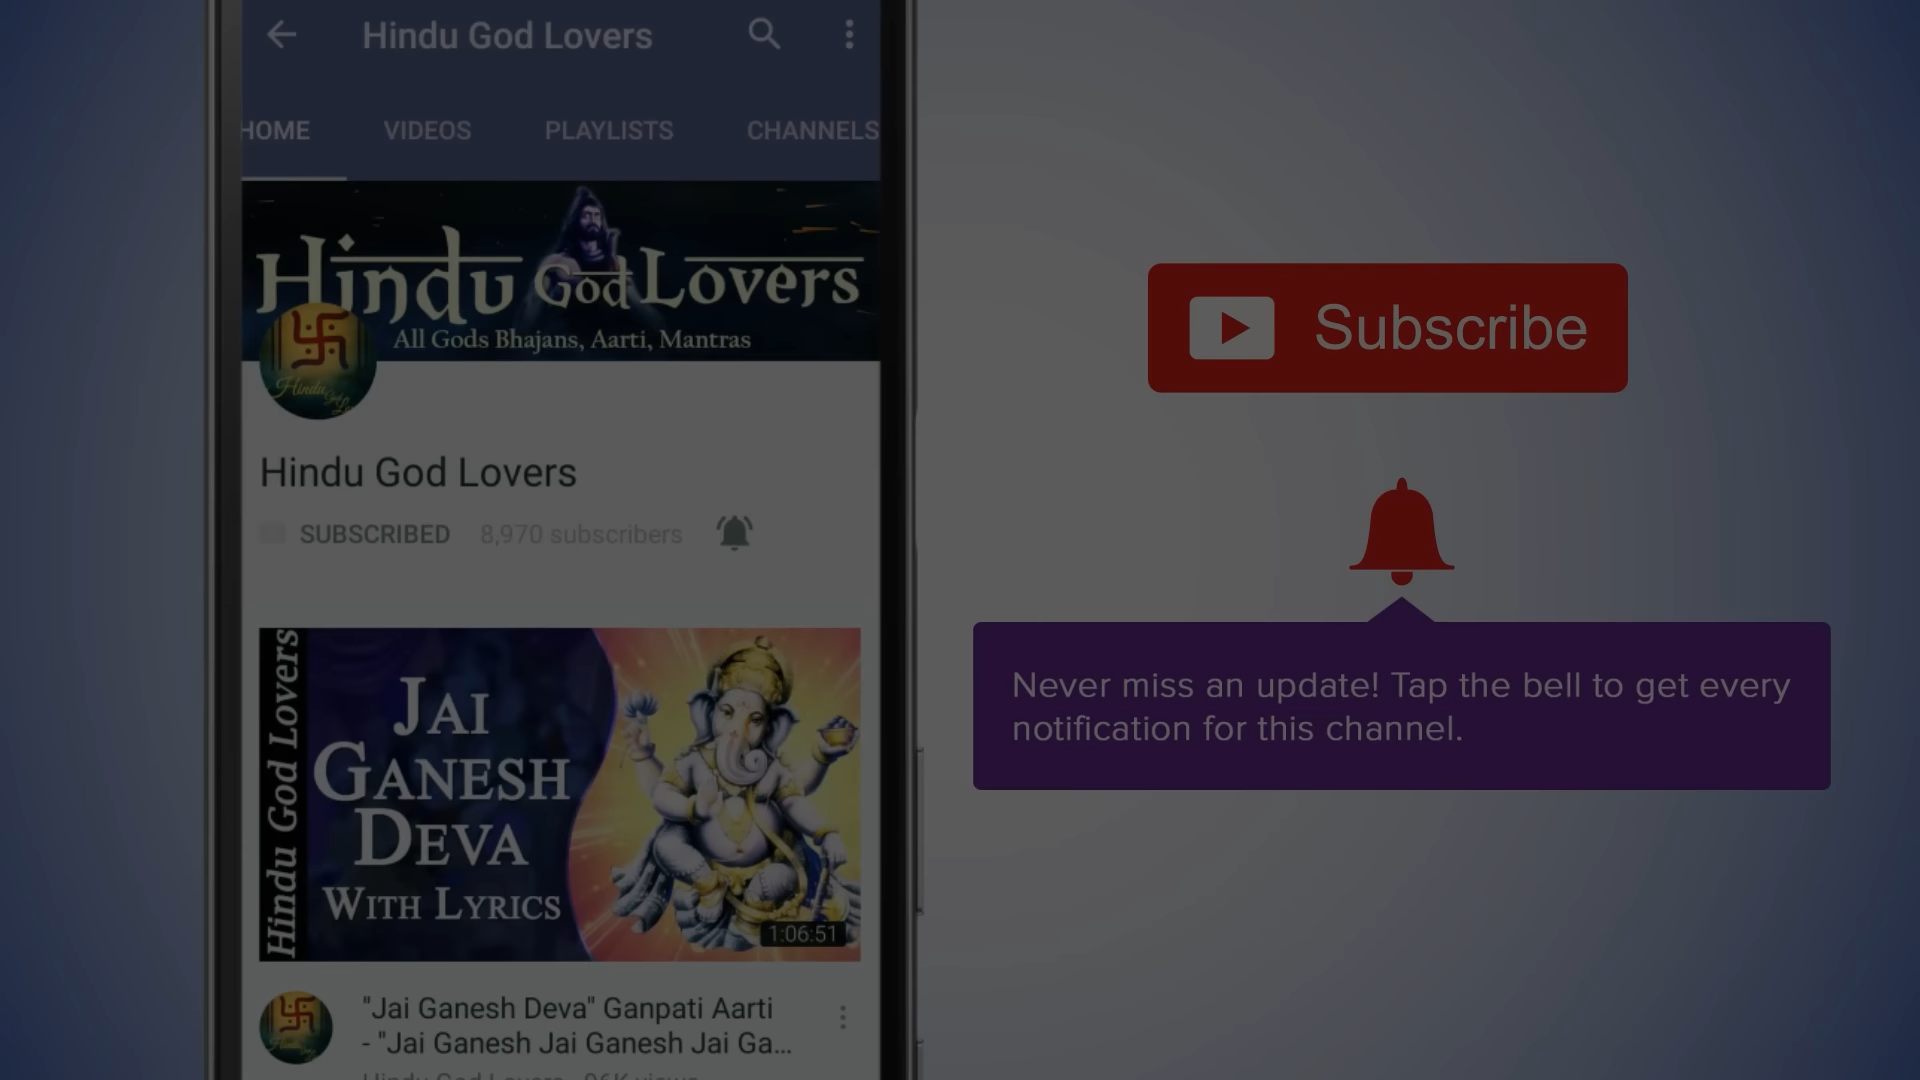 Hindu God Lovers
HOME VIDEOS PLAYLISTS CHANNELS
Hindu God Lovers
All Gods Bhajans, Aarti, Mantras
Hindu God Lovers
SUBSCRIBED 8,970 subscribers
Hindu God Lovers
JAI
GANESH
DEVA
WITH LYRICS
1:06:51
"Jai Ganesh Deva" Ganpati Aarti
- "Jai Ganesh Jai Ganesh Jai Ga...
Subscribe
Never miss an update! Tap the bell to get every
notification for this channel.